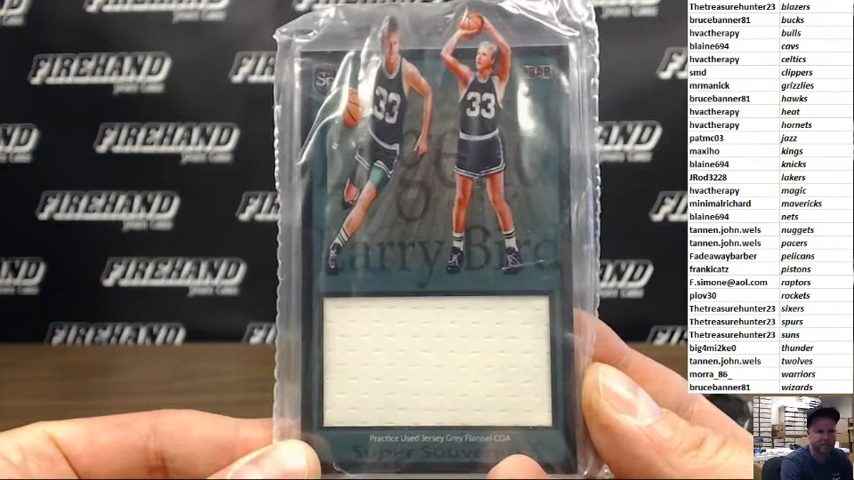 FIREHAND
FIREHAND
FIREHAND
FIREHAND
FIREHAND
FIREHAND
33
33
Larry Bird
Practice Used Jersey Grey Flannel COA
Super Souvenir
Thetreasurehunter23 blazers
brucebanner81 bucks
hvactherapy bulls
blaine694 cavs
hvactherapy celtics
smd clippers
mrmanick grizzlies
brucebanner81 hawks
hvactherapy heat
hvactherapy hornets
patmc03 jazz
maxiho kings
blaine694 knicks
JRod3228 lakers
hvactherapy magic
minimalrichard mavericks
blaine694 nets
tannen.john.wels nuggets
tannen.john.wels pacers
Fadeawaybarber pelicans
frankicatz pistons
F.simone@aol.com raptors
plov30 rockets
Thetreasurehunter23 sixers
Thetreasurehunter23 spurs
Thetreasurehunter23 suns
big4mi2ke0 thunder
tannen.john.wels twolves
morra_86_ warriors
brucebanner81 wizards